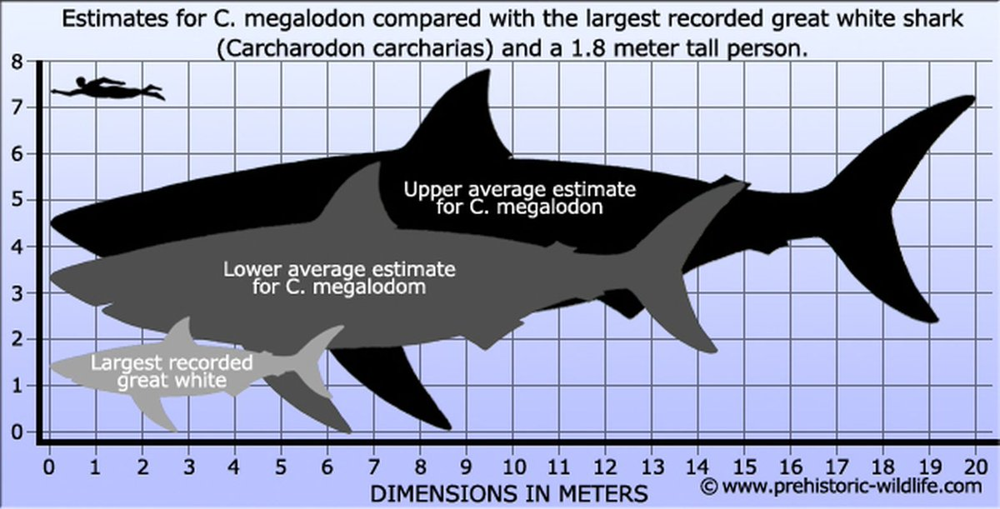 Estimates for C. megalodon compared with the largest recorded great white shark
(Carcharodon carcharias) and a 1.8 meter tall person.
8
7
6
5
4
3
2
1
0
Upper average estimate
for C. megalodon
Lower average estimate
for C. megalodom
Largest recorded
great white
0 1 2 3 4 5 6 7 8 9 10 11 12 13 14 15 16 17 18 19 20
DIMENSIONS IN METERS
© www.prehistoric-wildlife.com